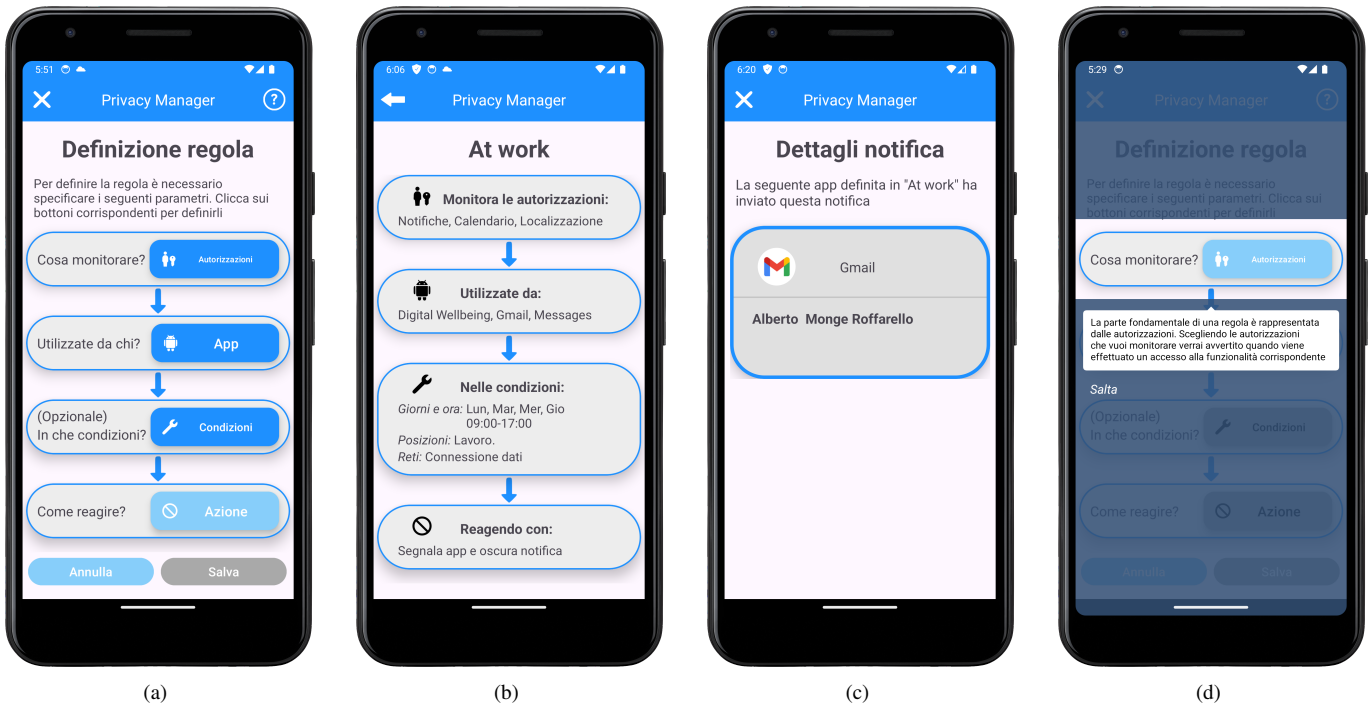 5:51
Privacy Manager
?
Definizione regola
Per definire la regola è necessario
specificare i seguenti parametri. Clicca sui
bottoni corrispondenti per definirli
Cosa monitorare? Autorizzazioni
Utilizzate da chi? App
(Opzionale)
In che condizioni? Condizioni
Come reagire? Azione
Annulla Salva
(a)
6:06
Privacy Manager
At work
Monitora le autorizzazioni:
Notifiche, Calendario, Localizzazione
Utilizzate da:
Digital Wellbeing, Gmail, Messages
Nelle condizioni:
Giorni e ora: Lun, Mar, Mer, Gio
09:00-17:00
Posizioni: Lavoro.
Reti: Connessione dati
Reagendo con:
Segnala app e oscura notifica
(b)
6:20
Privacy Manager
Dettagli notifica
La seguente app definita in "At work" ha
inviato questa notifica
Gmail
Alberto Monge Roffarello
(c)
5:29
Privacy Manager
?
Definizione regola
Per definire la regola è necessario
specificare i seguenti parametri. Clicca sui
bottoni corrispondenti per definirli
Cosa monitorare? Autorizzazioni
La parte fondamentale di una regola è rappresentata
dalle autorizzazioni. Scegliendo le autorizzazioni
che vuoi monitorare verrai avvertito quando viene
effettuato un accesso alla funzionalità corrispondente
Salta
(Opzionale)
In che condizioni? Condizioni
Come reagire? Azione
Annulla Salva
(d)